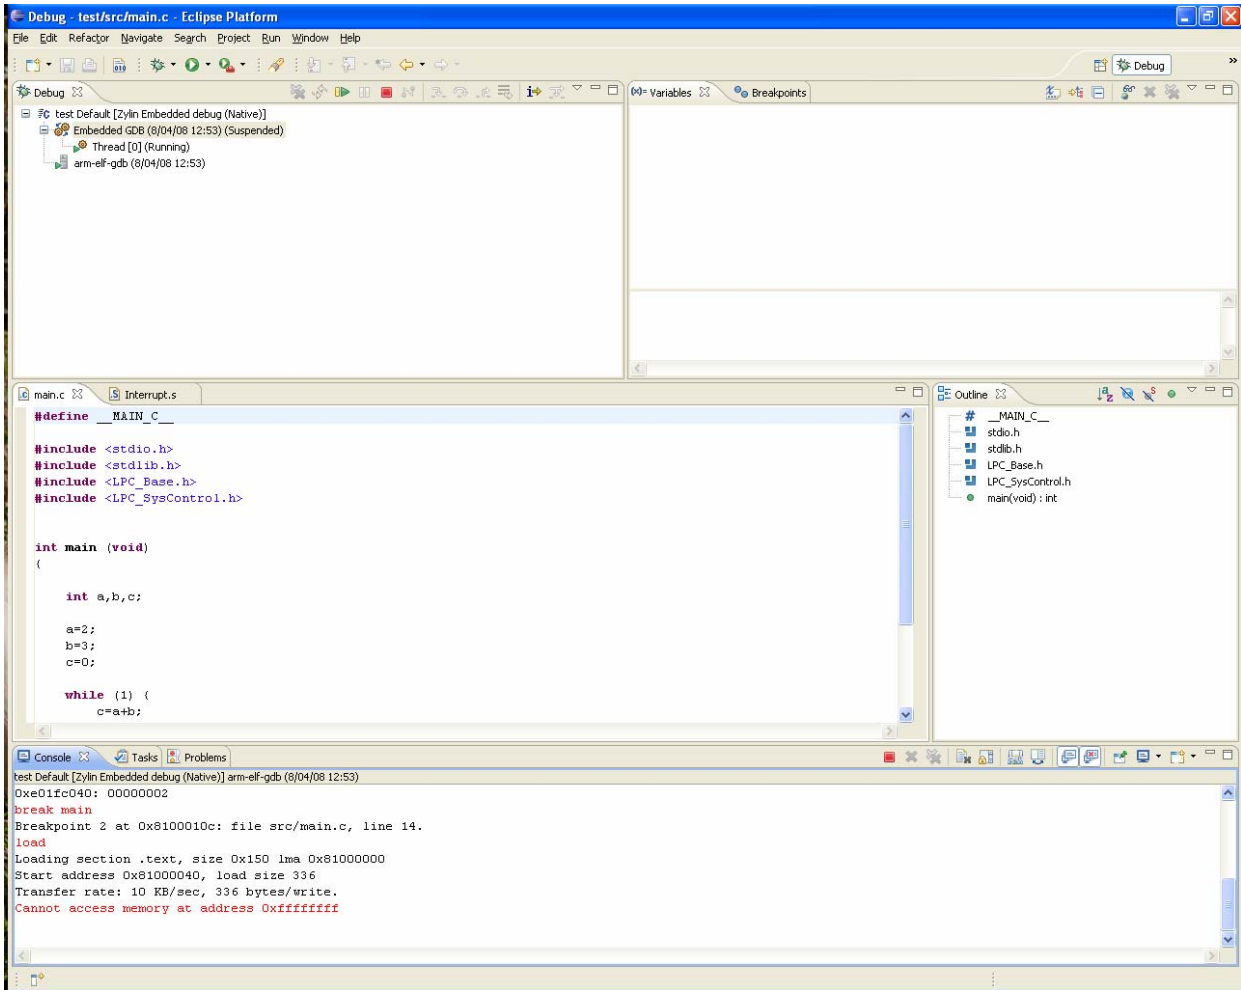 Debug - test/src/main.c - Eclipse Platform
File Edit Refactor Navigate Search Project Run Window Help
Debug
Debug
test Default [Zylin Embedded debug (Native)]
Embedded GDB (8/04/08 12:53) (Suspended)
Thread [0] (Running)
arm-elf-gdb (8/04/08 12:53)
(x)= Variables
Breakpoints
main.c
Interrupt.s
#define __MAIN_C__
#include <stdio.h>
#include <stdlib.h>
#include <LPC_Base.h>
#include <LPC_SysControl.h>
int main (void)
{
int a,b,c;
a=2;
b=3;
c=0;
while (1) {
c=a+b;
Outline
# __MAIN_C__
stdio.h
stdlib.h
LPC_Base.h
LPC_SysControl.h
main(void) : int
Console
Tasks
Problems
test Default [Zylin Embedded debug (Native)] arm-elf-gdb (8/04/08 12:53)
0xe01fc040: 00000002
break main
Breakpoint 2 at 0x8100010c: file src/main.c, line 14.
load
Loading section .text, size 0x150 lma 0x81000000
Start address 0x81000040, load size 336
Transfer rate: 10 KB/sec, 336 bytes/write.
Cannot access memory at address 0xffffffff